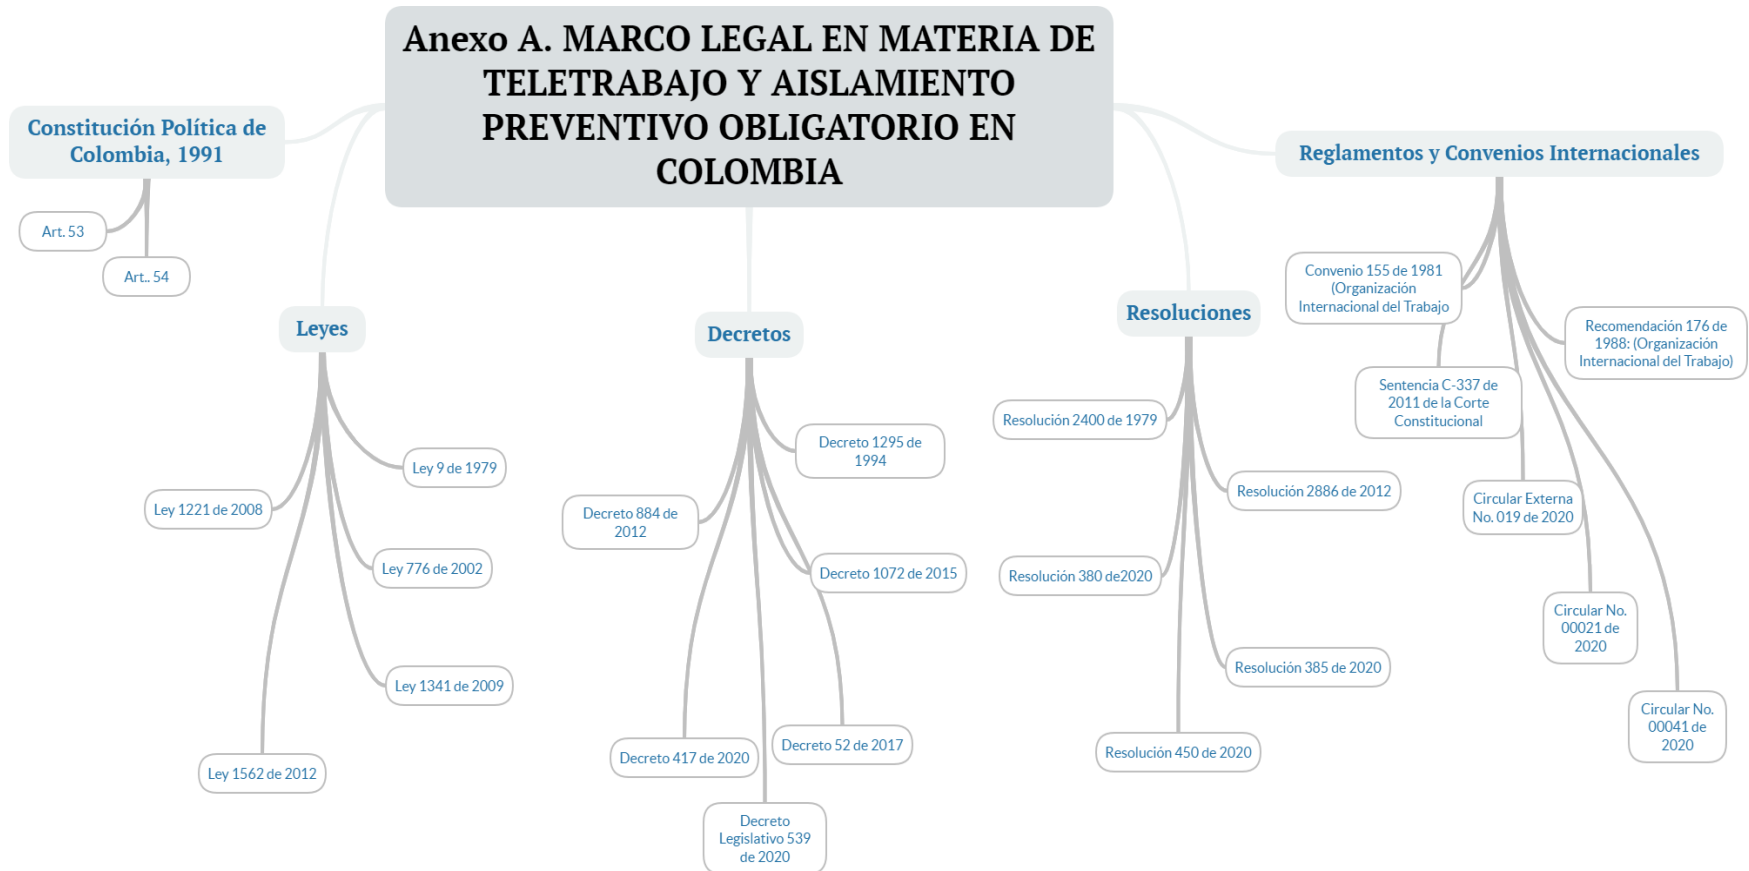 Anexo A. MARCO LEGAL EN MATERIA DE
TELETRABAJO Y AISLAMIENTO
PREVENTIVO OBLIGATORIO EN
COLOMBIA
Constitución Política de
Colombia, 1991
Art. 53
Art.. 54
Leyes
Ley 9 de 1979
Ley 1221 de 2008
Ley 776 de 2002
Ley 1341 de 2009
Ley 1562 de 2012
Decretos
Decreto 1295 de
1994
Decreto 884 de
2012
Decreto 1072 de 2015
Decreto 417 de 2020
Decreto 52 de 2017
Decreto
Legislativo 539
de 2020
Resoluciones
Resolución 2400 de 1979
Resolución 2886 de 2012
Resolución 380 de2020
Resolución 385 de 2020
Resolución 450 de 2020
Reglamentos y Convenios Internacionales
Convenio 155 de 1981
(Organización
Internacional del Trabajo
Recomendación 176 de
1988: (Organización
Internacional del Trabajo)
Sentencia C-337 de
2011 de la Corte
Constitucional
Circular Externa
No. 019 de 2020
Circular No.
00021 de
2020
Circular No.
00041 de
2020